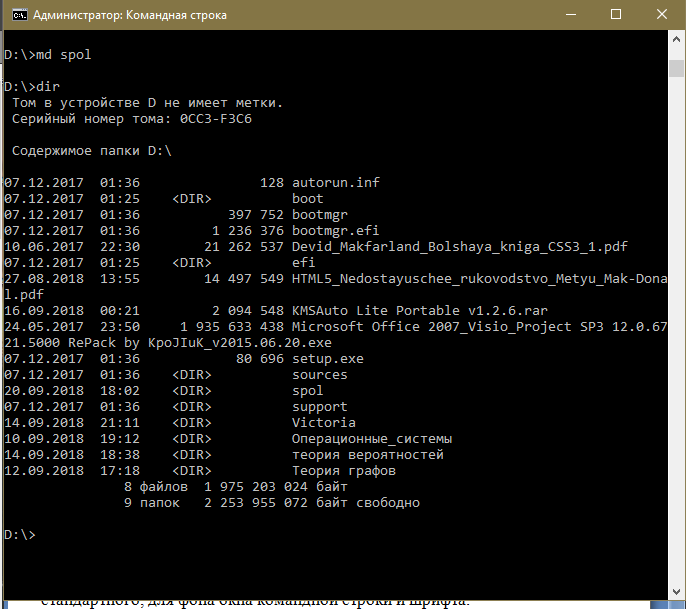 Администратор: Командная строка
D:\>md spol
D:\>dir
Том в устройстве D не имеет метки.
Серийный номер тома: 0CC3-F3C6
Содержимое папки D:\
07.12.2017 01:36 128 autorun.inf
07.12.2017 01:25 <DIR> boot
07.12.2017 01:36 397 752 bootmgr
07.12.2017 01:36 1 236 376 bootmgr.efi
10.06.2017 22:30 21 262 537 Devid_Makfarland_Bolshaya_kniga_CSS3_1.pdf
07.12.2017 01:25 <DIR> efi
27.08.2018 13:55 14 497 549 HTML5_Nedostayuschee_rukovodstvo_Metyu_Mak-Dona
l.pdf
16.09.2018 00:21 2 094 548 KMSAuto Lite Portable v1.2.6.rar
24.05.2017 23:50 1 935 633 438 Microsoft Office 2007_Visio_Project SP3 12.0.67
21.5000 RePack by KpoJIuK_v2015.06.20.exe
07.12.2017 01:36 80 696 setup.exe
07.12.2017 01:36 <DIR> sources
20.09.2018 18:02 <DIR> spol
07.12.2017 01:36 <DIR> support
14.09.2018 21:11 <DIR> Victoria
10.09.2018 19:12 <DIR> Операционные_системы
14.09.2018 18:38 <DIR> теория вероятностей
12.09.2018 17:18 <DIR> Теория графов
8 файлов 1 975 203 024 байт
9 папок 2 253 955 072 байт свободно
D:\>
стандартного, для фона окна командной строки и шрифта.